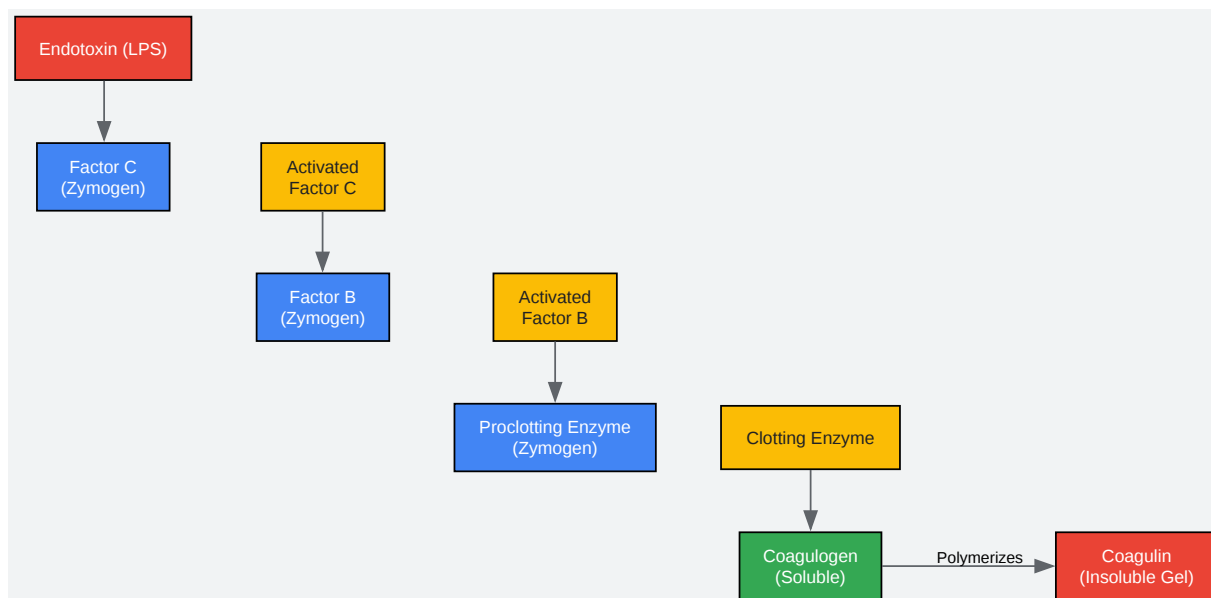 Endotoxin (LPS)
Factor C
(Zymogen)
Activated
Factor C
Factor B
(Zymogen)
Activated
Factor B
Proclotting Enzyme
(Zymogen)
Clotting Enzyme
Coagulogen
(Soluble)
Polymerizes
Coagulin
(Insoluble Gel)